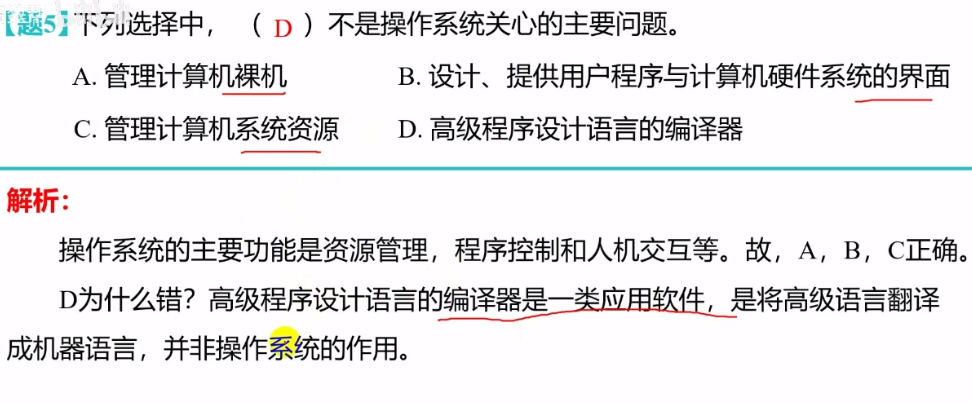 【题5】下列选择中，（ D ）不是操作系统关心的主要问题。
A. 管理计算机裸机 B. 设计、提供用户程序与计算机硬件系统的界面
C. 管理计算机系统资源 D. 高级程序设计语言的编译器
解析：
操作系统的主要功能是资源管理，程序控制和人机交互等。故，A，B，C正确。
D为什么错？高级程序设计语言的编译器是一类应用软件，是将高级语言翻译
成机器语言，并非操作系统的作用。